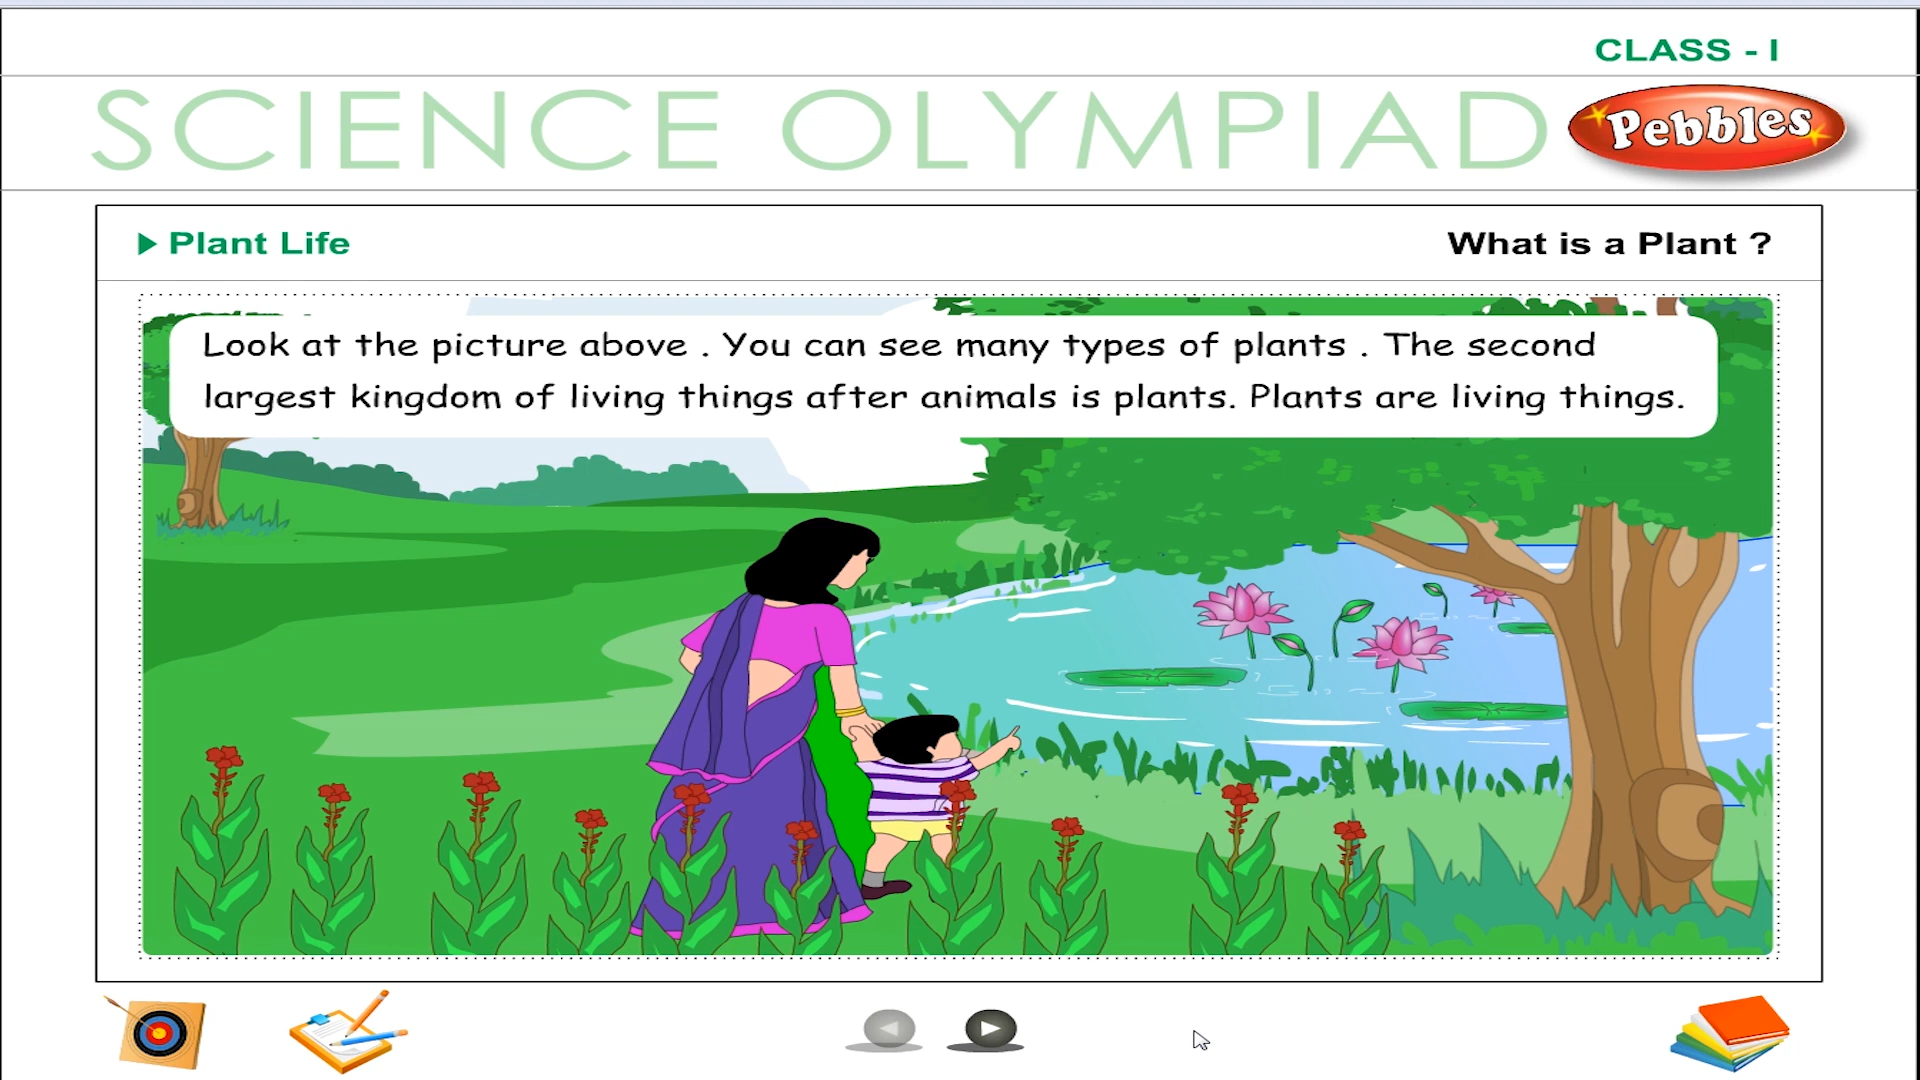 CLASS - I
SCIENCE OLYMPIAD
Pebbles
Plant Life
What is a Plant ?
Look at the picture above . You can see many types of plants . The second
largest kingdom of living things after animals is plants. Plants are living things.